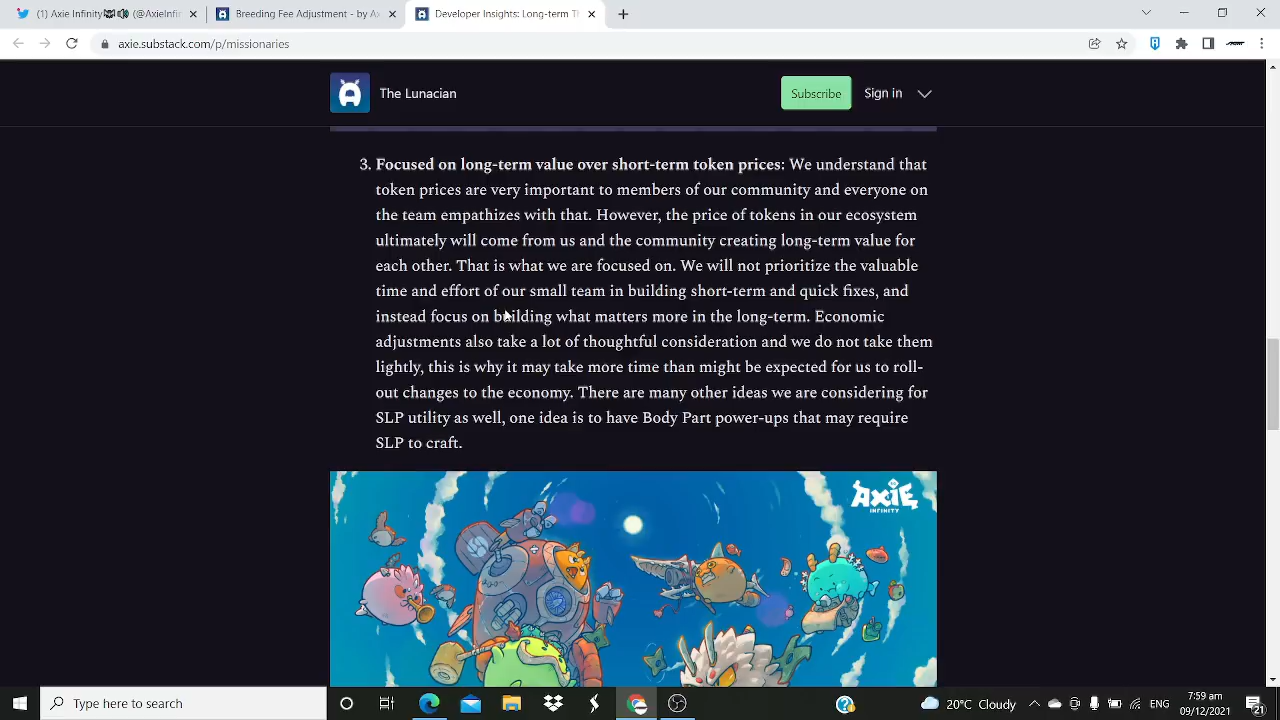 (1) Axie Infinity🦇🔊 (@AxieInfin
Breeding Fee Adjustment - by Ax
Developer Insights: Long-term Th
axie.substack.com/p/missionaries
The Lunacian
Subscribe
Sign in
3. Focused on long-term value over short-term token prices: We understand that
token prices are very important to members of our community and everyone on
the team empathizes with that. However, the price of tokens in our ecosystem
ultimately will come from us and the community creating long-term value for
each other. That is what we are focused on. We will not prioritize the valuable
time and effort of our small team in building short-term and quick fixes, and
instead focus on building what matters more in the long-term. Economic
adjustments also take a lot of thoughtful consideration and we do not take them
lightly, this is why it may take more time than might be expected for us to roll-
out changes to the economy. There are many other ideas we are considering for
SLP utility as well, one idea is to have Body Part power-ups that may require
SLP to craft.
AXIE
INFINITY
Type here to search
20°C Cloudy
ENG
7:59 am
09/12/2021
21